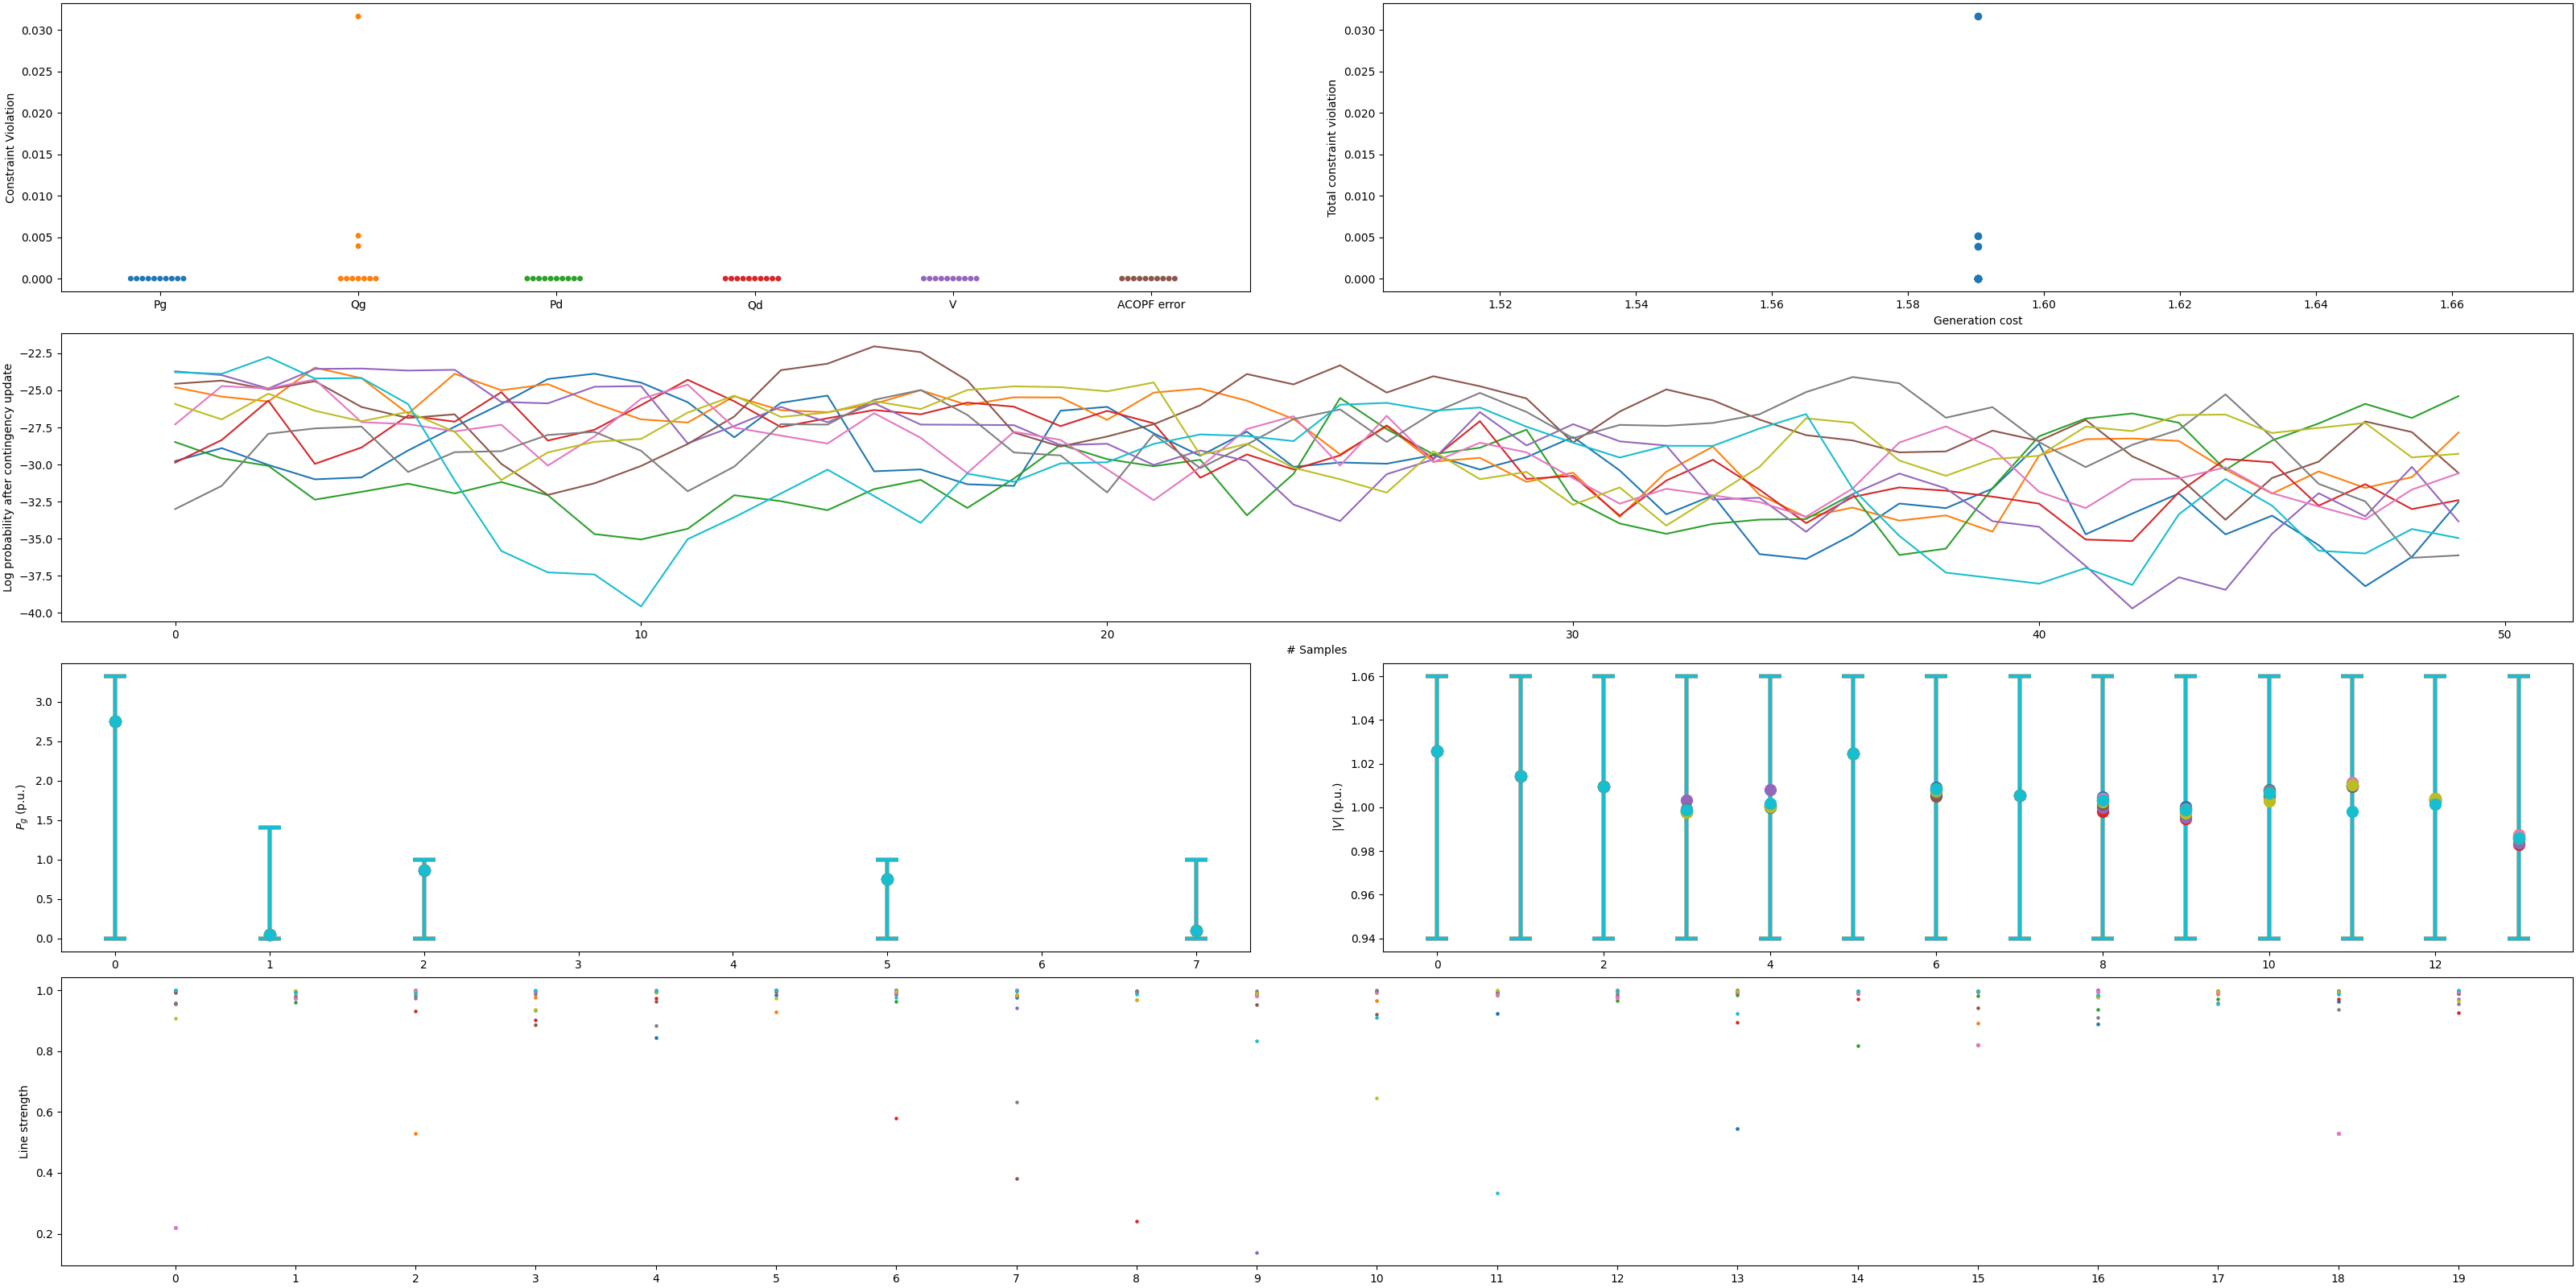 Constraint Violation
0.030
0.025
0.020
0.015
0.010
0.005
0.000
Pg Qg Pd Qd V ACOPF error
Total constraint violation
0.030
0.025
0.020
0.015
0.010
0.005
0.000
1.52 1.54 1.56 1.58 1.60 1.62 1.64 1.66
Generation cost
Log probability after contingency update
−22.5
−25.0
−27.5
−30.0
−32.5
−35.0
−37.5
−40.0
0 10 20 30 40 50
# Samples
$P_g$ (p.u.)
3.0
2.5
2.0
1.5
1.0
0.5
0.0
0 1 2 3 4 5 6 7
|V| (p.u.)
1.06
1.04
1.02
1.00
0.98
0.96
0.94
0 2 4 6 8 10 12
Line strength
1.0
0.8
0.6
0.4
0.2
0 1 2 3 4 5 6 7 8 9 10 11 12 13 14 15 16 17 18 19